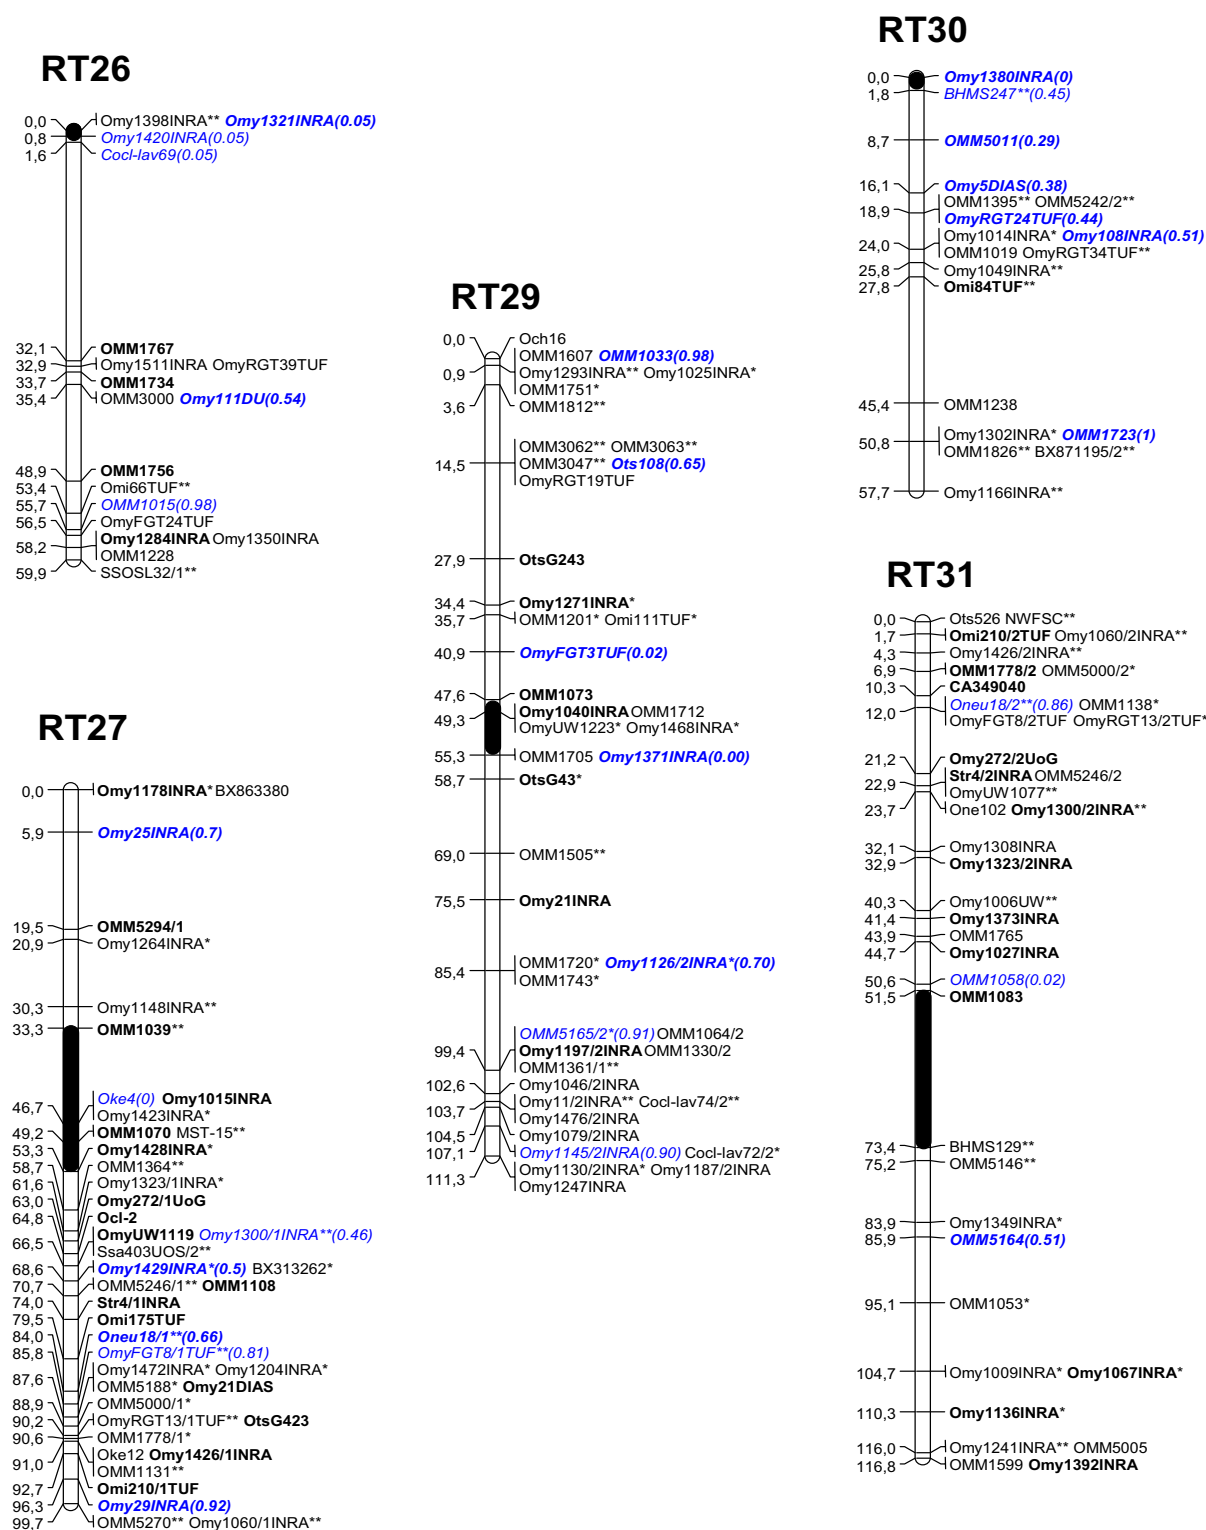 RT26
0,0 Omy1398INRA** Omy1321INRA(0.05)
0,8 Omy1420INRA(0.05)
1,6 Cocl-lav69(0.05)
32,1 OMM1767
32,9 Omy1511INRA OmyRGT39TUF
33,7 OMM1734
35,4 OMM3000 Omy111DU(0.54)
48,9 OMM1756
53,4 Omi66TUF**
55,7 OMM1015(0.98)
56,5 OmyFGT24TUF
58,2 Omy1284INRA Omy1350INRA
OMM1228
59,9 SSOSL32/1**
RT27
0,0 Omy1178INRA* BX863380
5,9 Omy25INRA(0.7)
19,5 OMM5294/1
20,9 Omy1264INRA*
30,3 Omy1148INRA**
33,3 OMM1039**
46,7 Oke4(0) Omy1015INRA
Omy1423INRA*
49,2 OMM1070 MST-15**
53,3 Omy1428INRA*
58,7 OMM1364**
61,6 Omy1323/1INRA*
63,0 Omy272/1UoG
64,8 Ocl-2
66,5 OmyUW1119 Omy1300/1INRA**(0.46)
Ssa403UOS/2**
68,6 Omy1429INRA*(0.5) BX313262*
70,7 OMM5246/1** OMM1108
74,0 Str4/1INRA
79,5 Omi175TUF
84,0 Oneu18/1**(0.66)
85,8 OmyFGT8/1TUF**(0.81)
87,6 Omy1472INRA* Omy1204INRA*
OMM5188* Omy21DIAS
88,9 OMM5000/1*
90,2 OmyRGT13/1TUF** OtsG423
90,6 OMM1778/1*
91,0 Oke12 Omy1426/1INRA
OMM1131**
92,7 Omi210/1TUF
96,3 Omy29INRA(0.92)
99,7 OMM5270** Omy1060/1INRA**
RT29
0,0 Och16
OMM1607 OMM1033(0.98)
0,9 Omy1293INRA** Omy1025INRA*
OMM1751*
3,6 OMM1812**
OMM3062** OMM3063**
14,5 OMM3047** Ots108(0.65)
OmyRGT19TUF
27,9 OtsG243
34,4 Omy1271INRA*
35,7 OMM1201* Omi111TUF*
40,9 OmyFGT3TUF(0.02)
47,6 OMM1073
49,3 Omy1040INRA OMM1712
OmyUW1223* Omy1468INRA*
55,3 OMM1705 Omy1371INRA(0.00)
58,7 OtsG43*
69,0 OMM1505**
75,5 Omy21INRA
85,4 OMM1720* Omy1126/2INRA*(0.70)
OMM1743*
OMM5165/2*(0.91) OMM1064/2
99,4 Omy1197/2INRA OMM1330/2
OMM1361/1**
102,6 Omy1046/2INRA
103,7 Omy11/2INRA** Cocl-lav74/2**
Omy1476/2INRA
104,5 Omy1079/2INRA
107,1 Omy1145/2INRA(0.90) Cocl-lav72/2*
111,3 Omy1130/2INRA* Omy1187/2INRA
Omy1247INRA
RT30
0,0 Omy1380INRA(0)
1,8 BHMS247**(0.45)
8,7 OMM5011(0.29)
16,1 Omy5DIAS(0.38)
18,9 OMM1395** OMM5242/2**
OmyRGT24TUF(0.44)
24,0 Omy1014INRA* Omy108INRA(0.51)
OMM1019 OmyRGT34TUF**
25,8 Omy1049INRA**
27,8 Omi84TUF**
45,4 OMM1238
50,8 Omy1302INRA* OMM1723(1)
OMM1826** BX871195/2**
57,7 Omy1166INRA**
RT31
0,0 Ots526 NWFSC**
1,7 Omi210/2TUF Omy1060/2INRA**
4,3 Omy1426/2INRA**
6,9 OMM1778/2 OMM5000/2*
10,3 CA349040
12,0 Oneu18/2**(0.86) OMM1138*
OmyFGT8/2TUF OmyRGT13/2TUF*
21,2 Omy272/2UoG
22,9 Str4/2INRA OMM5246/2
OmyUW1077**
23,7 One102 Omy1300/2INRA**
32,1 Omy1308INRA
32,9 Omy1323/2INRA
40,3 Omy1006UW**
41,4 Omy1373INRA
43,9 OMM1765
44,7 Omy1027INRA
50,6 OMM1058(0.02)
51,5 OMM1083
73,4 BHMS129**
75,2 OMM5146**
83,9 Omy1349INRA*
85,9 OMM5164(0.51)
95,1 OMM1053*
104,7 Omy1009INRA* Omy1067INRA*
110,3 Omy1136INRA*
116,0 Omy1241INRA** OMM5005
116,8 OMM1599 Omy1392INRA